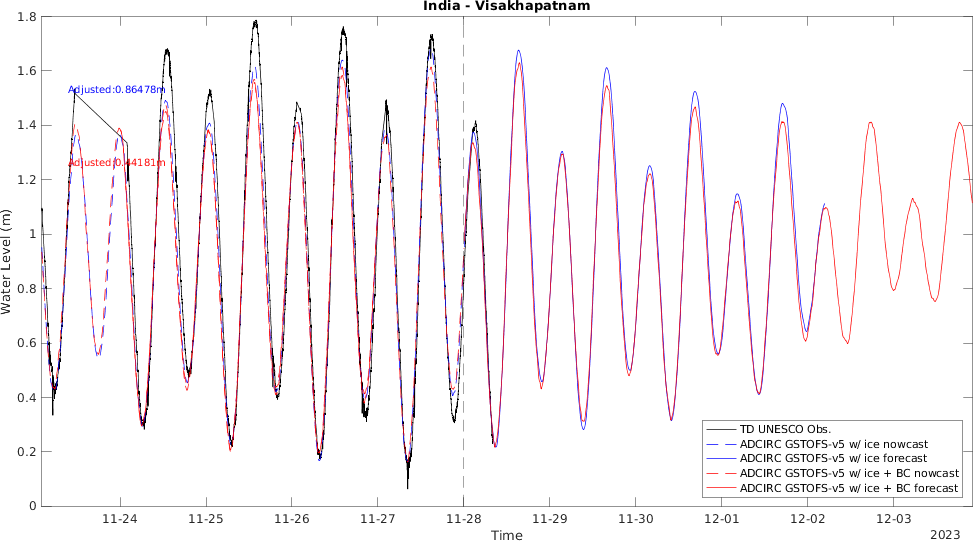 India - Visakhapatnam
1.8
1.6
1.4
1.2
1
0.8
0.6
0.4
0.2
0
Water Level (m)
Adjusted:0.86478m
Adjusted:0.44181m
TD UNESCO Obs.
ADCIRC GSTOFS-v5 w/ ice nowcast
ADCIRC GSTOFS-v5 w/ ice forecast
ADCIRC GSTOFS-v5 w/ ice + BC nowcast
ADCIRC GSTOFS-v5 w/ ice + BC forecast
11-24 11-25 11-26 11-27 11-28 11-29 11-30 12-01 12-02 12-03
Time
2023